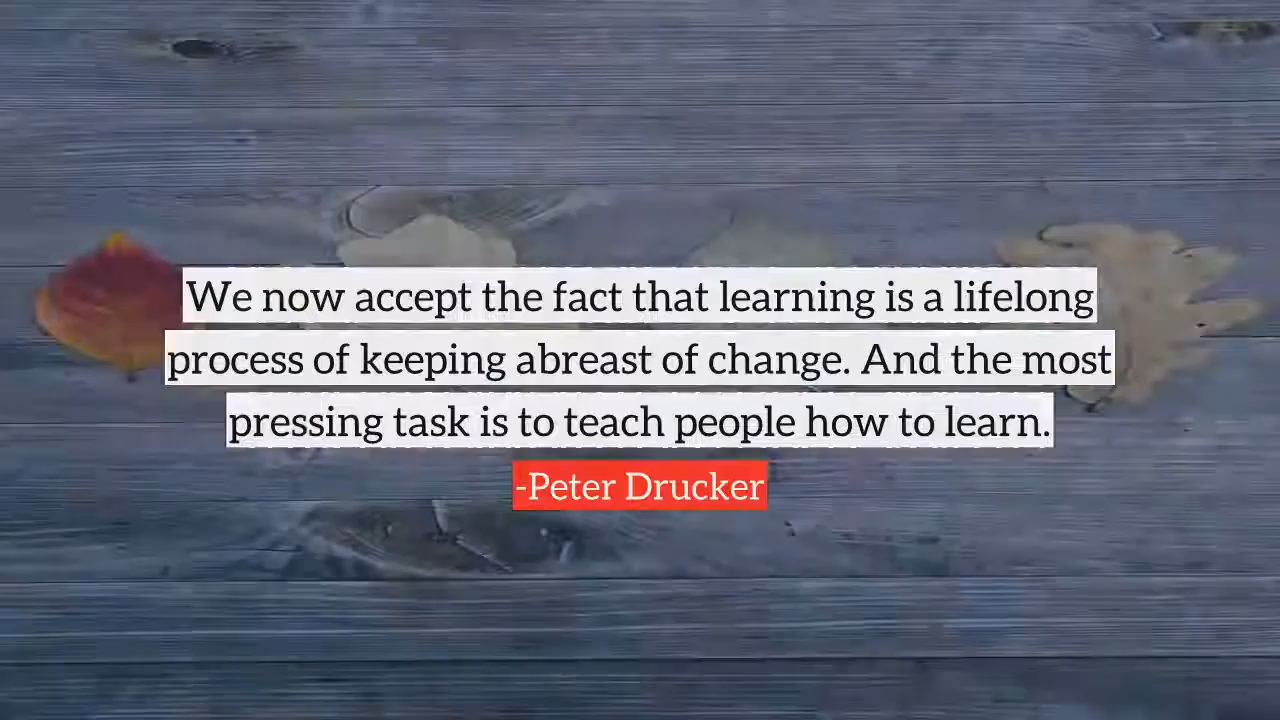 We now accept the fact that learning is a lifelong
process of keeping abreast of change. And the most
pressing task is to teach people how to learn.
-Peter Drucker